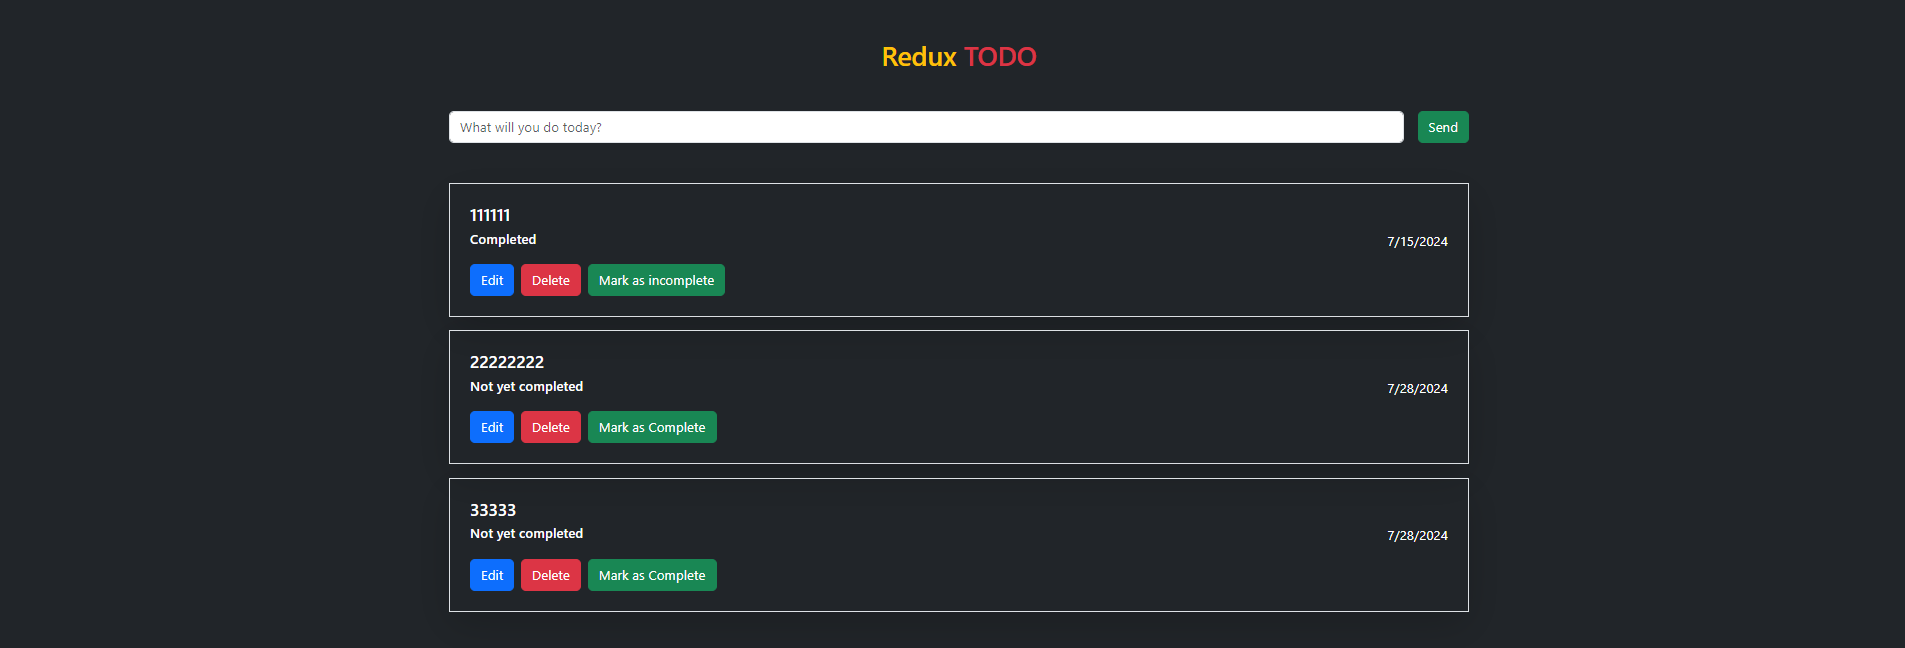 Redux TODO
What will you do today?
Send
111111
Completed
7/15/2024
Edit Delete Mark as incomplete
22222222
Not yet completed
7/28/2024
Edit Delete Mark as Complete
33333
Not yet completed
7/28/2024
Edit Delete Mark as Complete